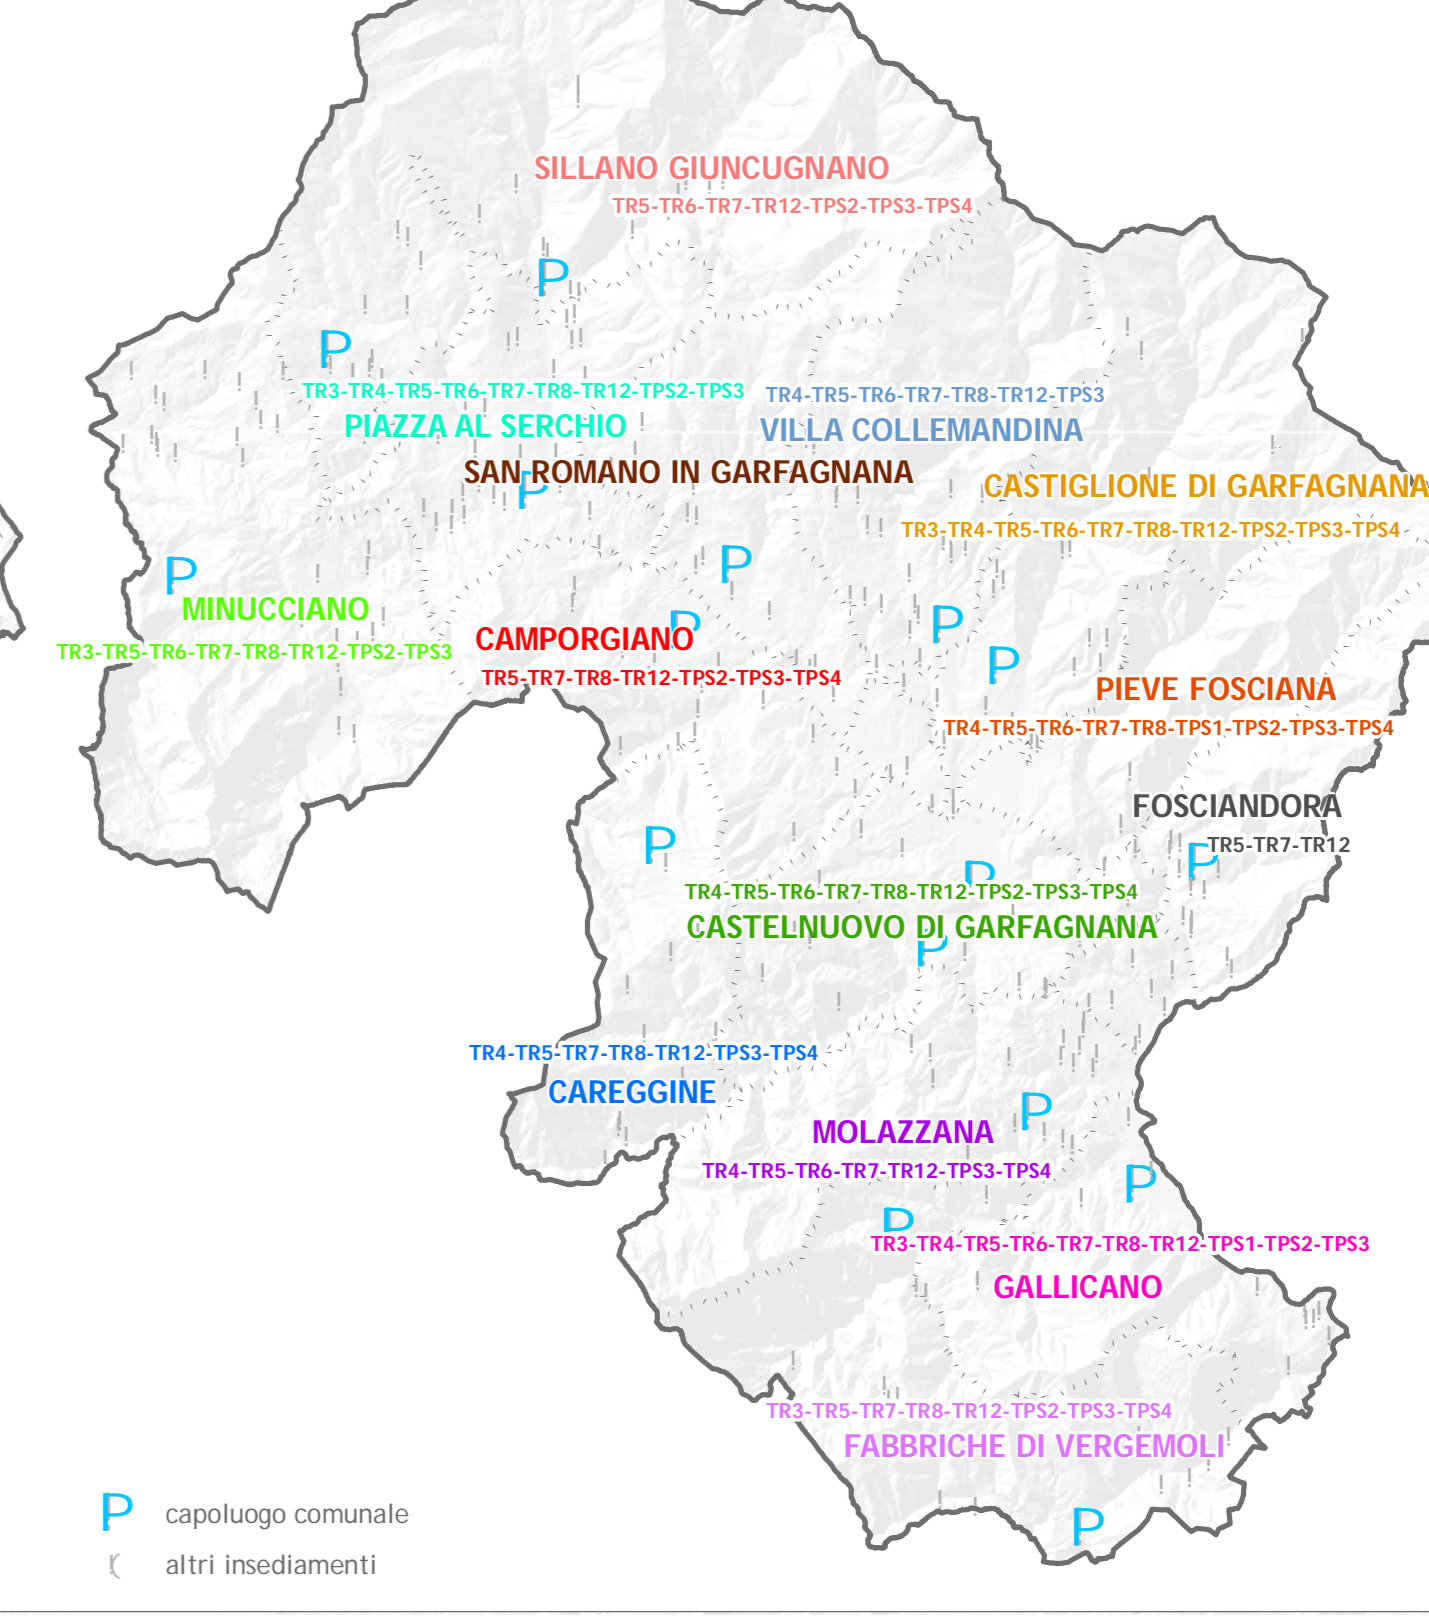 SILLANO GIUNCUGNANO
TR5-TR6-TR7-TR12-TPS2-TPS3-TPS4
P
P
TR3-TR4-TR5-TR6-TR7-TR8-TR12-TPS2-TPS3
PIAZZA AL SERCHIO
TR4-TR5-TR6-TR7-TR8-TR12-TPS3
VILLA COLLEMANDINA
SAN ROMANO IN GARFAGNANA
P
CASTIGLIONE DI GARFAGNANA
TR3-TR4-TR5-TR6-TR7-TR8-TR12-TPS2-TPS3-TPS4
P
P
MINUCCIANO
TR3-TR5-TR6-TR7-TR8-TR12-TPS2-TPS3
P
CAMPORGIANO
TR5-TR7-TR8-TR12-TPS2-TPS3-TPS4
P
P
PIEVE FOSCIANA
TR4-TR5-TR6-TR7-TR8-TPS1-TPS2-TPS3-TPS4
FOSCIANDORA
TR5-TR7-TR12
P
P
P
TR4-TR5-TR6-TR7-TR8-TR12-TPS2-TPS3-TPS4
CASTELNUOVO DI GARFAGNANA
P
TR4-TR5-TR7-TR8-TR12-TPS3-TPS4
CAREGGINE
P
MOLAZZANA
TR4-TR5-TR6-TR7-TR12-TPS3-TPS4
P
P
TR3-TR4-TR5-TR6-TR7-TR8-TR12-TPS1-TPS2-TPS3
GALLICANO
TR3-TR5-TR7-TR8-TR12-TPS2-TPS3-TPS4
FABBRICHE DI VERGEMOLI
P
P capoluogo comunale
altri insediamenti